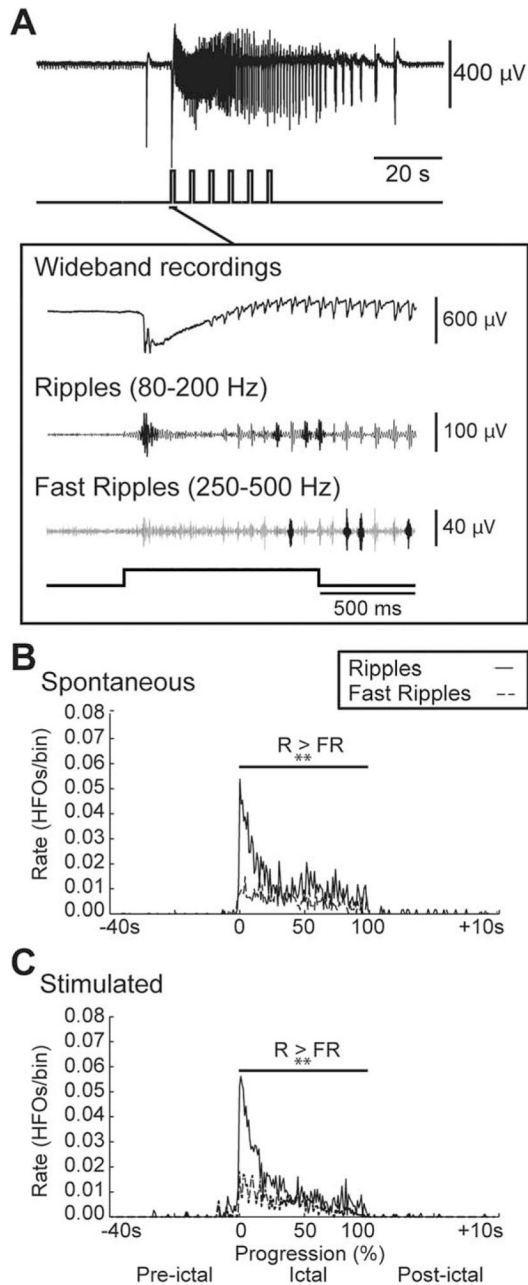 A
400 µV
20 s
Wideband recordings
600 µV
Ripples (80-200 Hz)
100 µV
Fast Ripples (250-500 Hz)
40 µV
500 ms
B
Spontaneous
Ripples —
Fast Ripples ---
0.08
0.07
0.06
0.05
0.04
0.03
0.02
0.01
0.00
Rate (HFOs/bin)
R > FR
**
-40s 0 50 100 +10s
C
Stimulated
0.08
0.07
0.06
0.05
0.04
0.03
0.02
0.01
0.00
Rate (HFOs/bin)
R > FR
**
-40s 0 50 100 +10s
Progression (%)
Pre-ictal Ictal Post-ictal